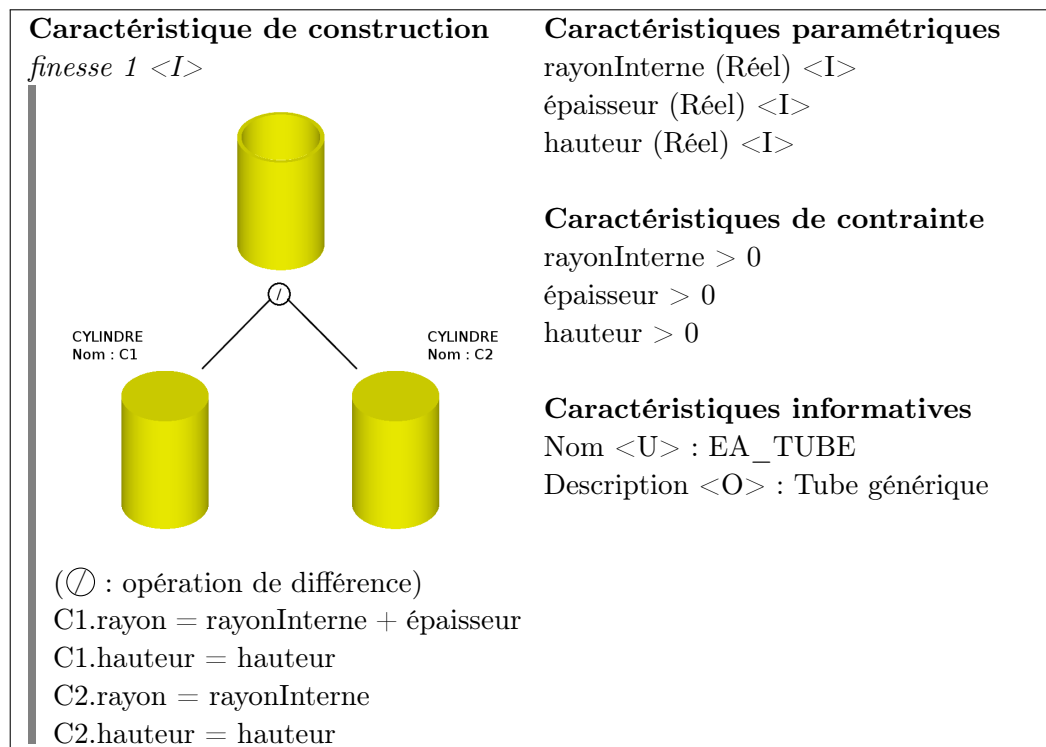 Caractéristique de construction
finesse 1 <I>
/
CYLINDRE
Nom : C1
CYLINDRE
Nom : C2
(⊘ : opération de différence)
C1.rayon = rayonInterne + épaisseur
C1.hauteur = hauteur
C2.rayon = rayonInterne
C2.hauteur = hauteur
Caractéristiques paramétriques
rayonInterne (Réel) <I>
épaisseur (Réel) <I>
hauteur (Réel) <I>
Caractéristiques de contrainte
rayonInterne > 0
épaisseur > 0
hauteur > 0
Caractéristiques informatives
Nom <U> : EA_TUBE
Description <O> : Tube générique